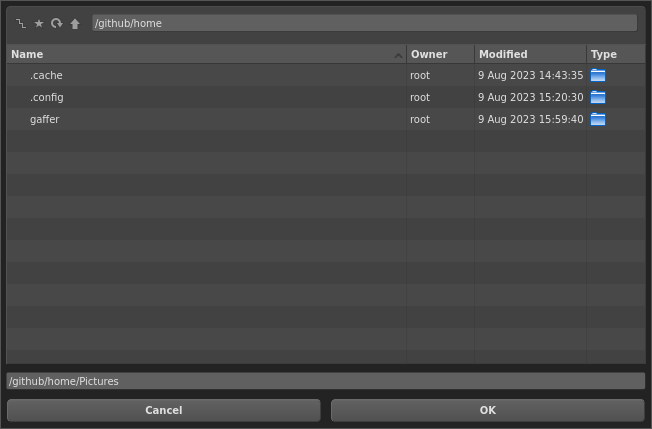 /github/home
Name Owner Modified Type
.cache root 9 Aug 2023 14:43:35
.config root 9 Aug 2023 15:20:30
gaffer root 9 Aug 2023 15:59:40
/github/home/Pictures
Cancel OK